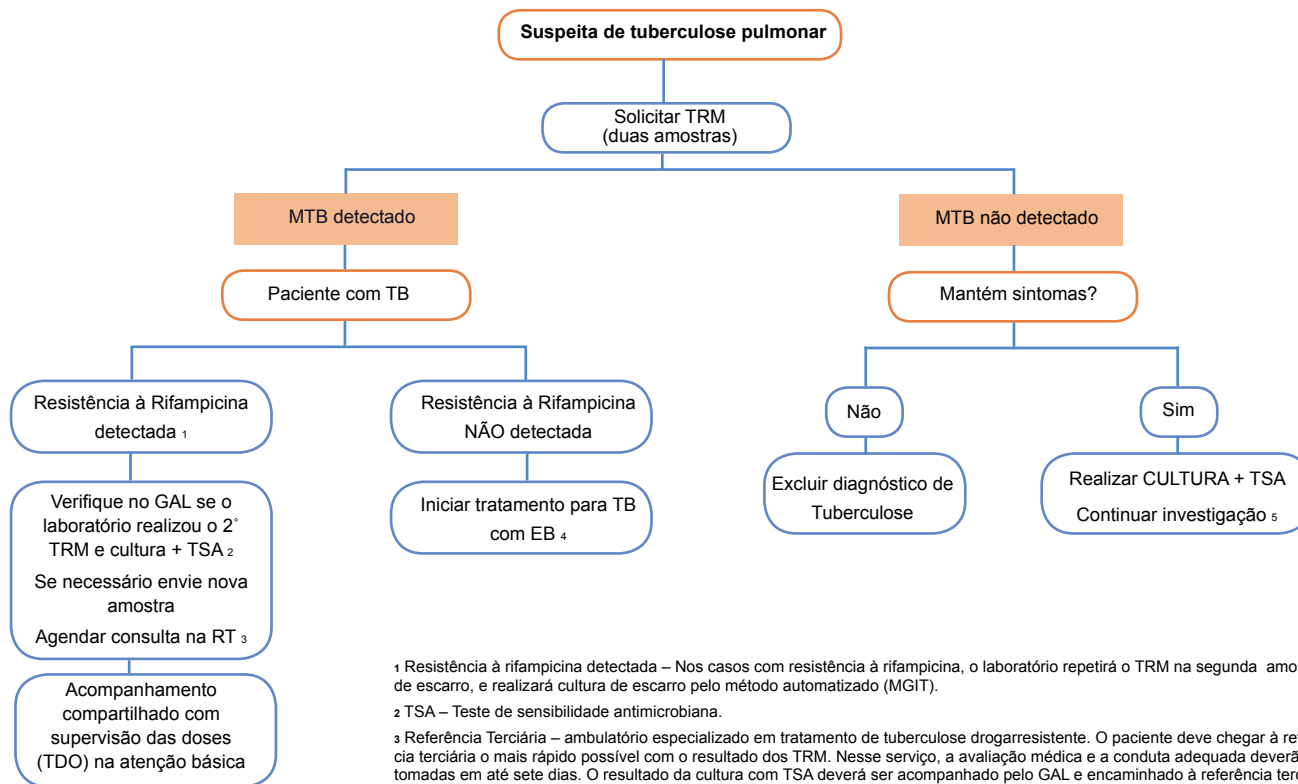 Suspeita de tuberculose pulmonar
Solicitar TRM
(duas amostras)
MTB detectado
MTB não detectado
Paciente com TB
Mantém sintomas?
Resistência à Rifampicina
detectada 1
Resistência à Rifampicina
NÃO detectada
Não
Sim
Verifique no GAL se o
laboratório realizou o 2°
TRM e cultura + TSA 2
Se necessário envie nova
amostra
Agendar consulta na RT 3
Iniciar tratamento para TB
com EB 4
Excluir diagnóstico de
Tuberculose
Realizar CULTURA + TSA
Continuar investigação 5
Acompanhamento
compartilhado com
supervisão das doses
(TDO) na atenção básica
1 Resistência à rifampicina detectada – Nos casos com resistência à rifampicina, o laboratório repetirá o TRM na segunda amo
de escarro, e realizará cultura de escarro pelo método automatizado (MGIT).
2 TSA – Teste de sensibilidade antimicrobiana.
3 Referência Terciária – ambulatório especializado em tratamento de tuberculose drogarresistente. O paciente deve chegar à re
cia terciária o mais rápido possível com o resultado dos TRM. Nesse serviço, a avaliação médica e a conduta adequada deverã
tomadas em até sete dias. O resultado da cultura com TSA deverá ser acompanhado pelo GAL e encaminhado à referência ter